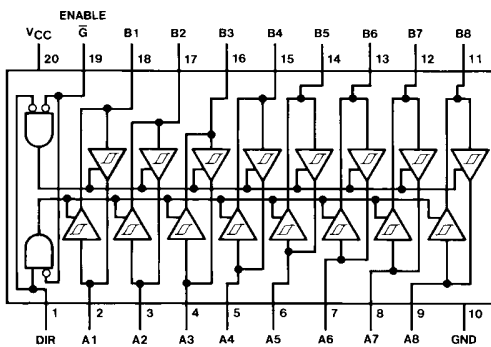 ENABLE
VCC G̅ B1 B2 B3 B4 B5 B6 B7 B8
20 19 18 17 16 15 14 13 12 11
1 2 3 4 5 6 7 8 9 10
DIR A1 A2 A3 A4 A5 A6 A7 A8 GND